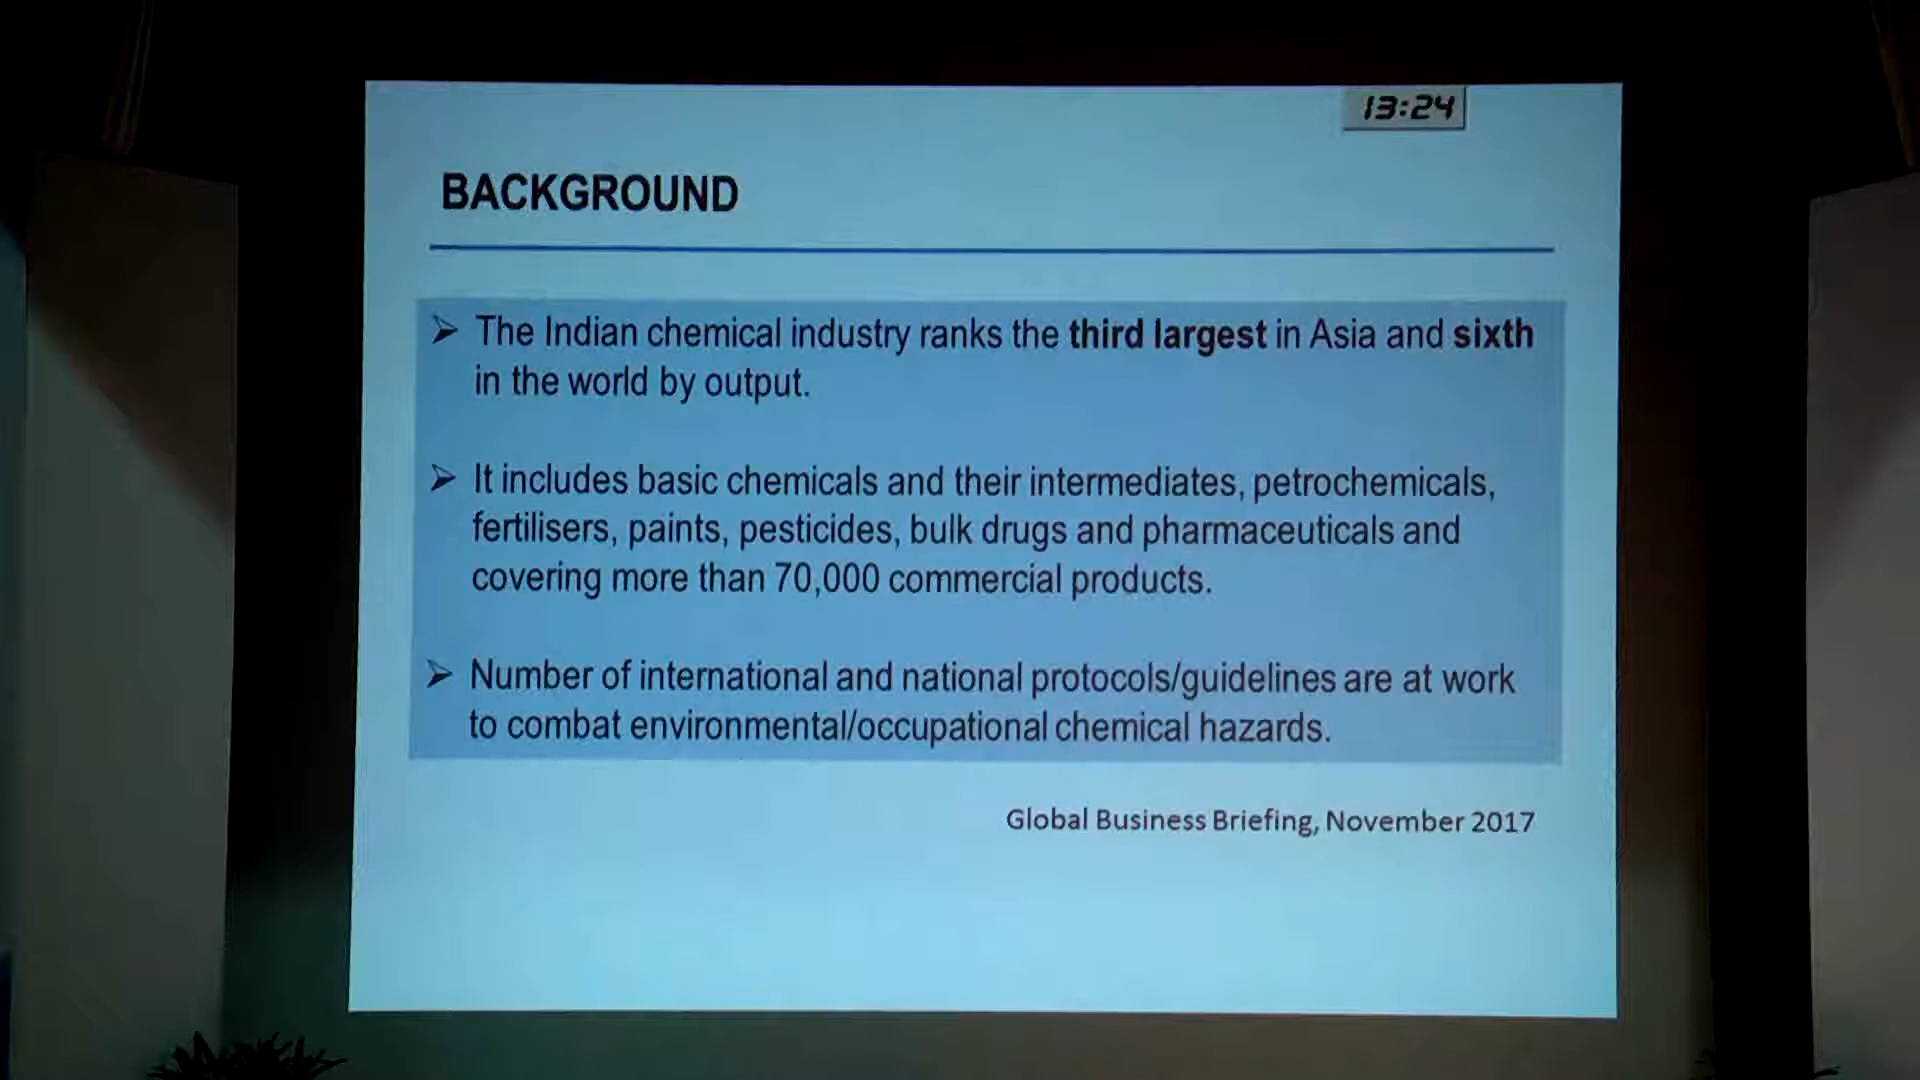 13:24
BACKGROUND
The Indian chemical industry ranks the third largest in Asia and sixth
in the world by output.
It includes basic chemicals and their intermediates, petrochemicals,
fertilisers, paints, pesticides, bulk drugs and pharmaceuticals and
covering more than 70,000 commercial products.
Number of international and national protocols/guidelines are at work
to combat environmental/occupational chemical hazards.
Global Business Briefing, November 2017